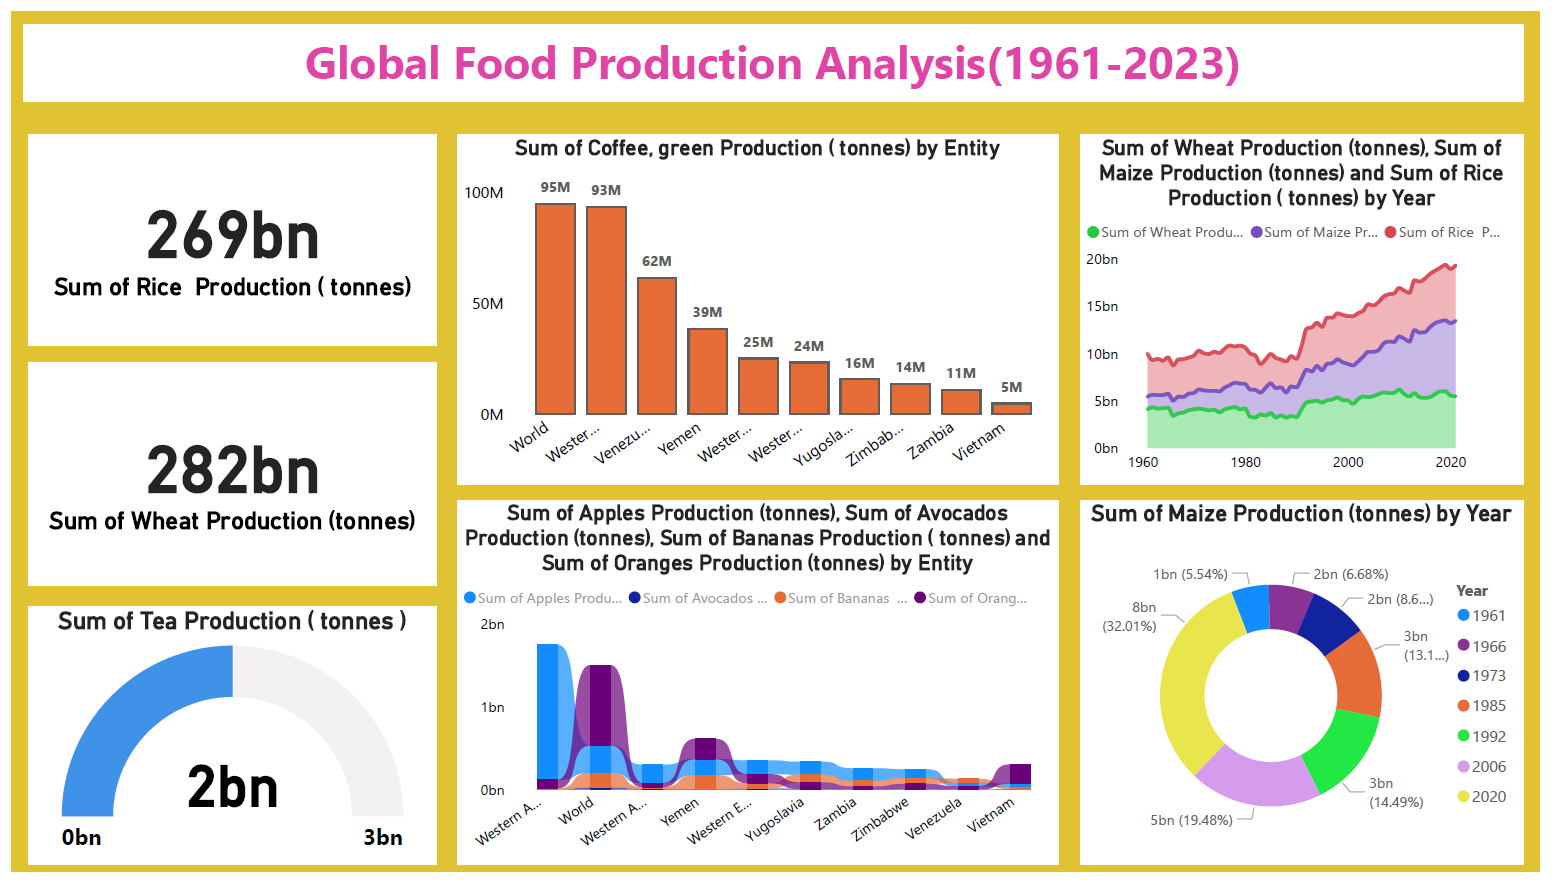 Global Food Production Analysis(1961-2023)
269bn
Sum of Rice  Production ( tonnes)
282bn
Sum of Wheat Production (tonnes)
Sum of Tea Production ( tonnes )
2bn
0bn
3bn
Sum of Coffee, green Production ( tonnes) by Entity
100M
50M
0M
95M
93M
62M
39M
25M
24M
16M
14M
11M
5M
World
Wester...
Venezu...
Yemen
Wester...
Wester...
Yugosla...
Zimbab...
Zambia
Vietnam
Sum of Apples Production (tonnes), Sum of Avocados
Production (tonnes), Sum of Bananas Production ( tonnes) and
Sum of Oranges Production (tonnes) by Entity
Sum of Apples Produ... Sum of Avocados ... Sum of Bananas ... Sum of Orang...
2bn
1bn
0bn
Western A...
World
Western A...
Yemen
Western E...
Yugoslavia
Zambia
Zimbabwe
Venezuela
Vietnam
Sum of Wheat Production (tonnes), Sum of
Maize Production (tonnes) and Sum of Rice
Production ( tonnes) by Year
Sum of Wheat Produ... Sum of Maize Pr... Sum of Rice P...
20bn
15bn
10bn
5bn
0bn
1960
1980
2000
2020
Sum of Maize Production (tonnes) by Year
1bn (5.54%)
2bn (6.68%)
2bn (8.6...)
3bn
(13.1...)
3bn
(14.49%)
5bn (19.48%)
8bn
(32.01%)
Year
1961
1966
1973
1985
1992
2006
2020